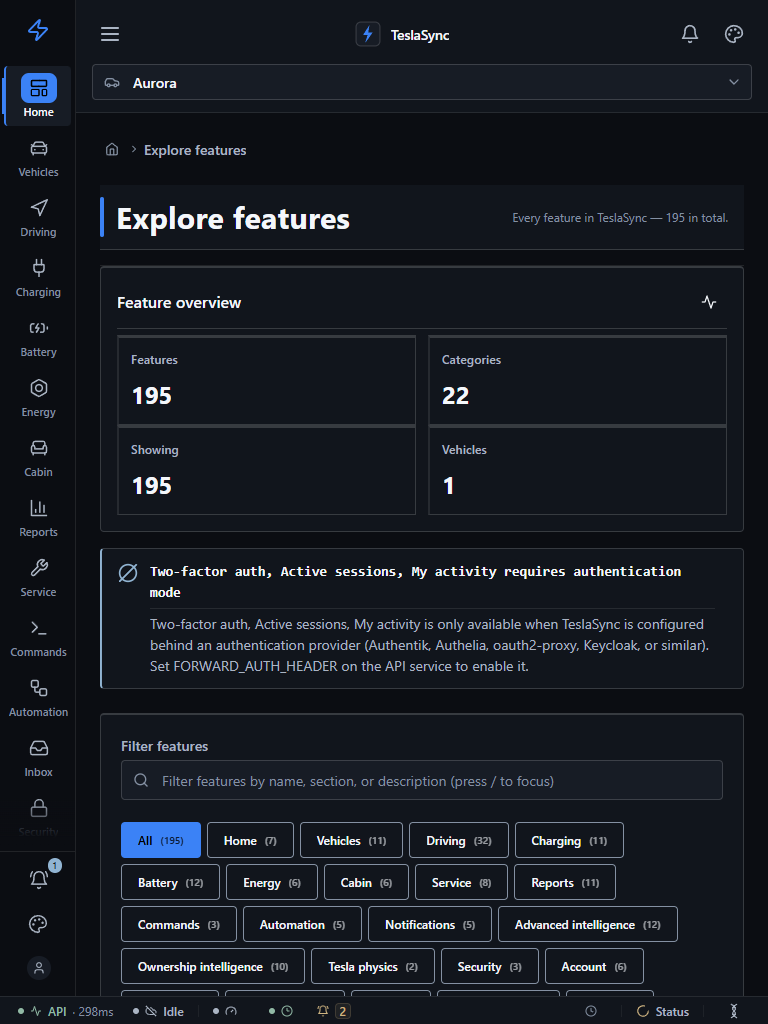 TeslaSync
Aurora
Home
Vehicles
Driving
Charging
Battery
Energy
Cabin
Reports
Service
Commands
Automation
Inbox
Security
1
Explore features
Explore features
Every feature in TeslaSync — 195 in total.
Feature overview
Features
195
Categories
22
Showing
195
Vehicles
1
Two-factor auth, Active sessions, My activity requires authentication
mode
Two-factor auth, Active sessions, My activity is only available when TeslaSync is configured
behind an authentication provider (Authentik, Authelia, oauth2-proxy, Keycloak, or similar).
Set FORWARD_AUTH_HEADER on the API service to enable it.
Filter features
Filter features by name, section, or description (press / to focus)
All (195) Home (7) Vehicles (11) Driving (32) Charging (11)
Battery (12) Energy (6) Cabin (6) Service (8) Reports (11)
Commands (3) Automation (5) Notifications (5) Advanced intelligence (12)
Ownership intelligence (10) Tesla physics (2) Security (3) Account (6)
API · 298ms Idle 2 Status